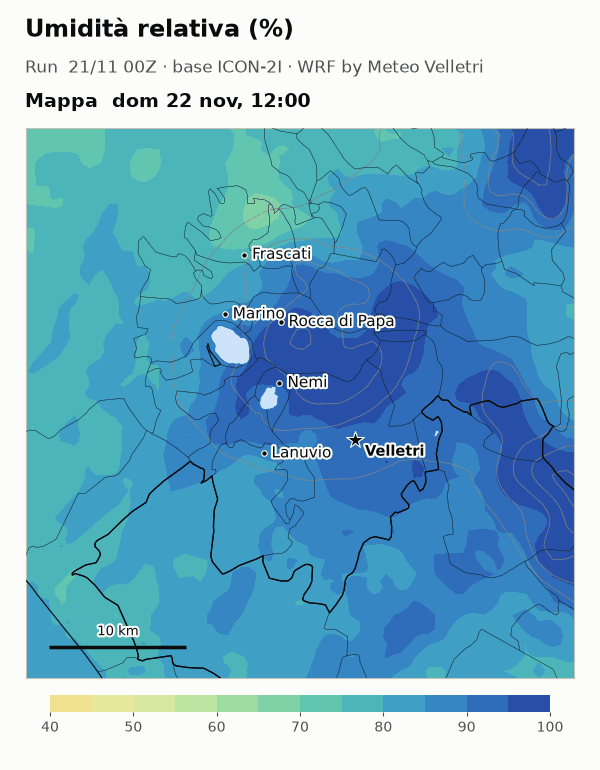 Umidità relativa (%)
Run  21/11 00Z · base ICON-2I · WRF by Meteo Velletri
Mappa  dom 22 nov, 12:00
Frascati
Marino
Rocca di Papa
Nemi
Velletri
Lanuvio
10 km
40 50 60 70 80 90 100